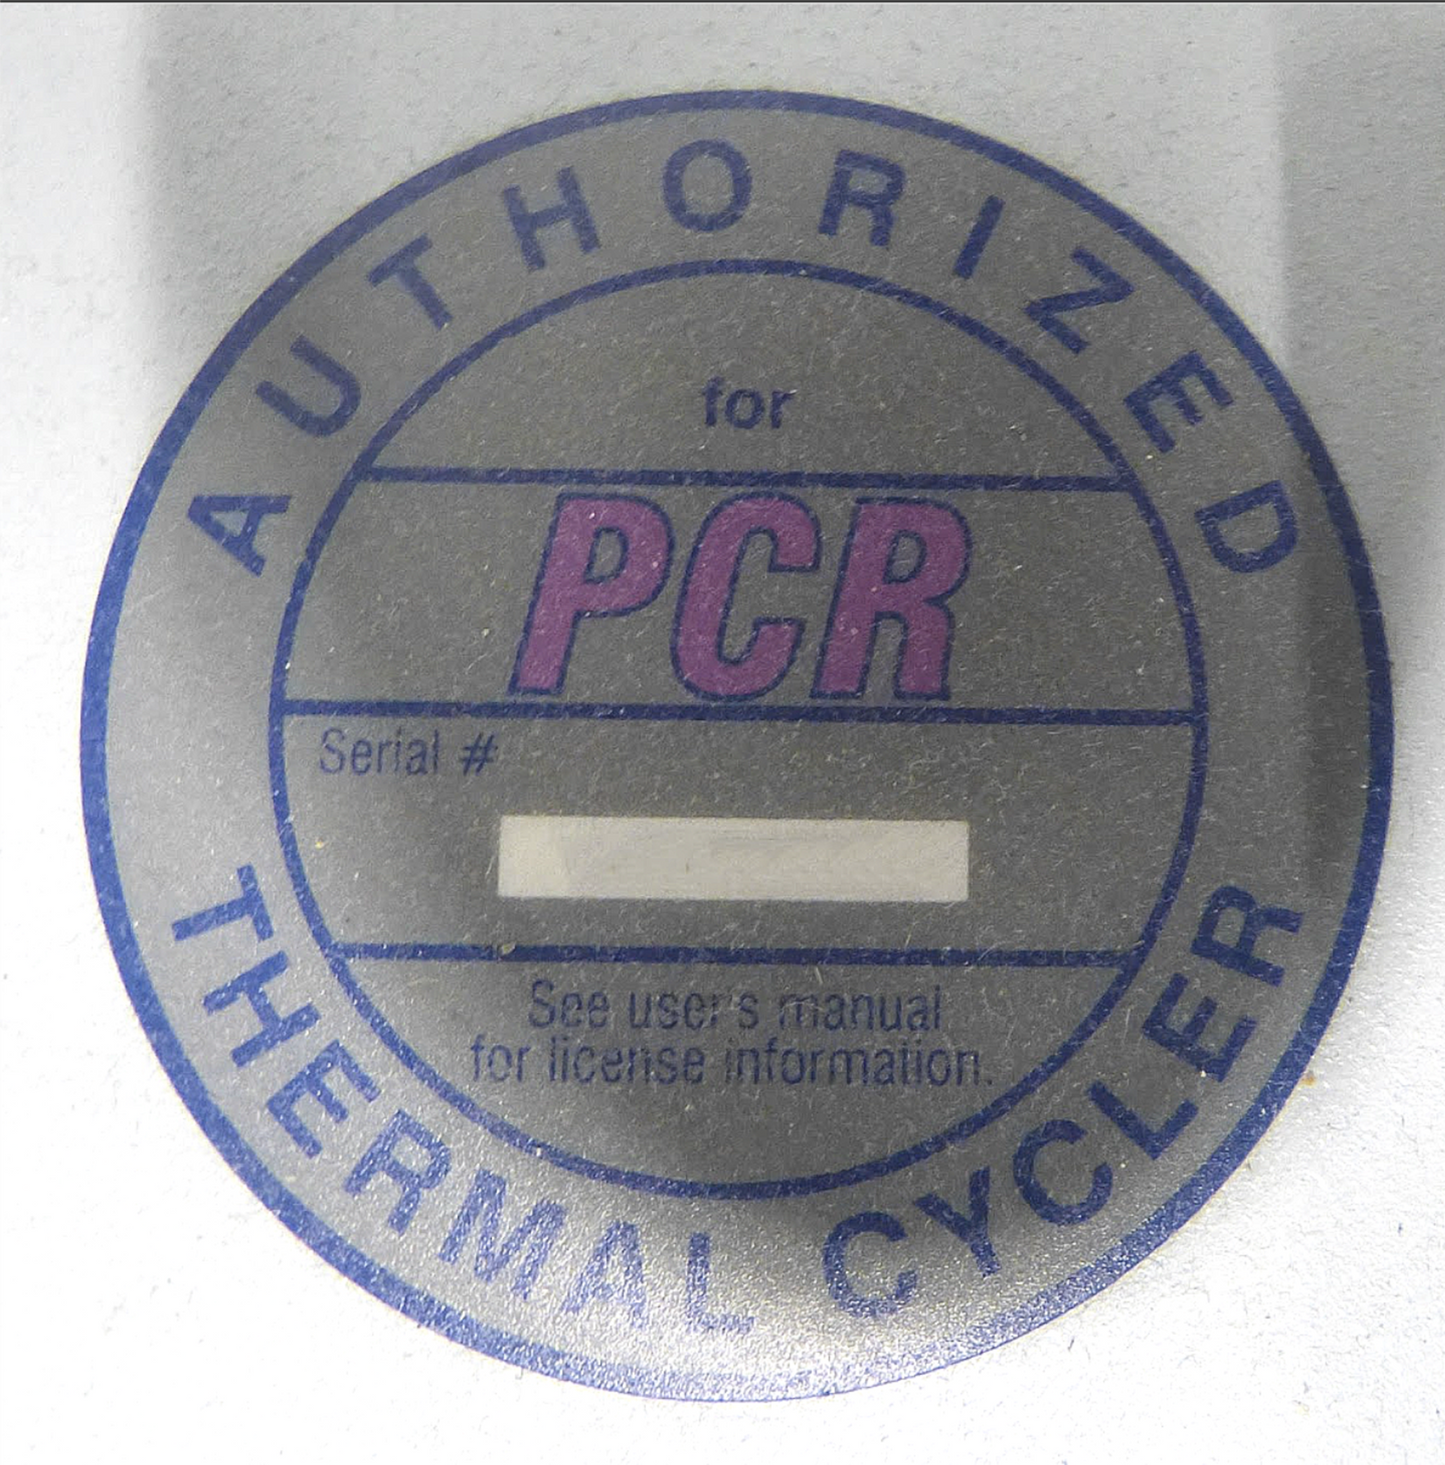 AUTHORIZED
for
PCR
Serial #
See user's manual
for license information.
THERMAL CYCLER